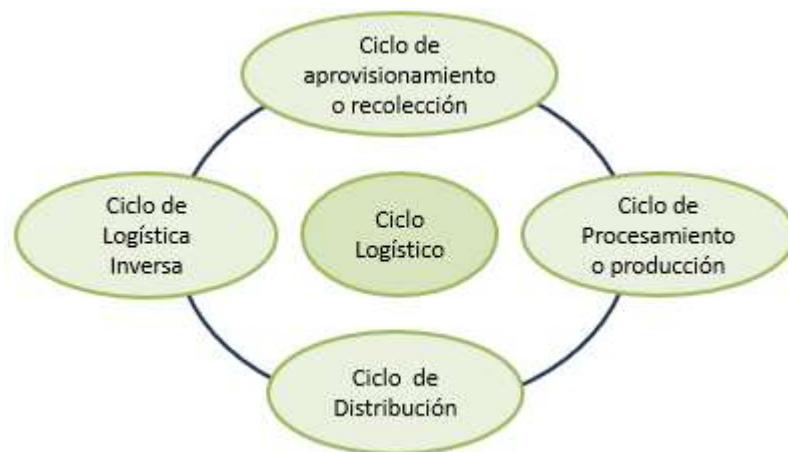 Ciclo de
aprovisionamiento
o recolección
Ciclo de
Logística
Inversa
Ciclo
Logístico
Ciclo de
Procesamiento
o producción
Ciclo de
Distribución